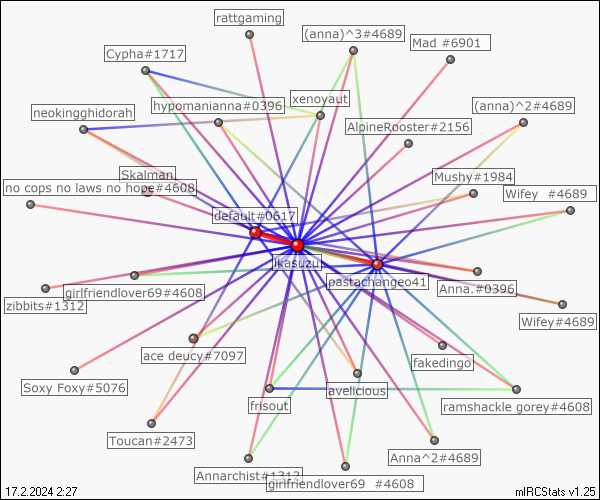 rattgaming
(anna)^3#4689
Mad #6901
Cypha#1717
xenoyaut
hypomanianna#0396
(anna)^2#4689
neokingghidorah
AlpineRooster#2156
Skalman
Mushy#1984
no cops no laws no hope#4608
Wifey #4689
default#0617
ikasuzu
pastachangeo41
Anna.#0396
girlfriendlover69#4608
zibbits#1312
Wifey#4689
ace deucy#7097
fakedingo
Soxy Foxy#5076
avelicious
frisout
ramshackle gorey#4608
Toucan#2473
Anna^2#4689
Annarchist#1312
girlfriendlover69 #4608
17.2.2024 2:27
mIRCStats v1.25